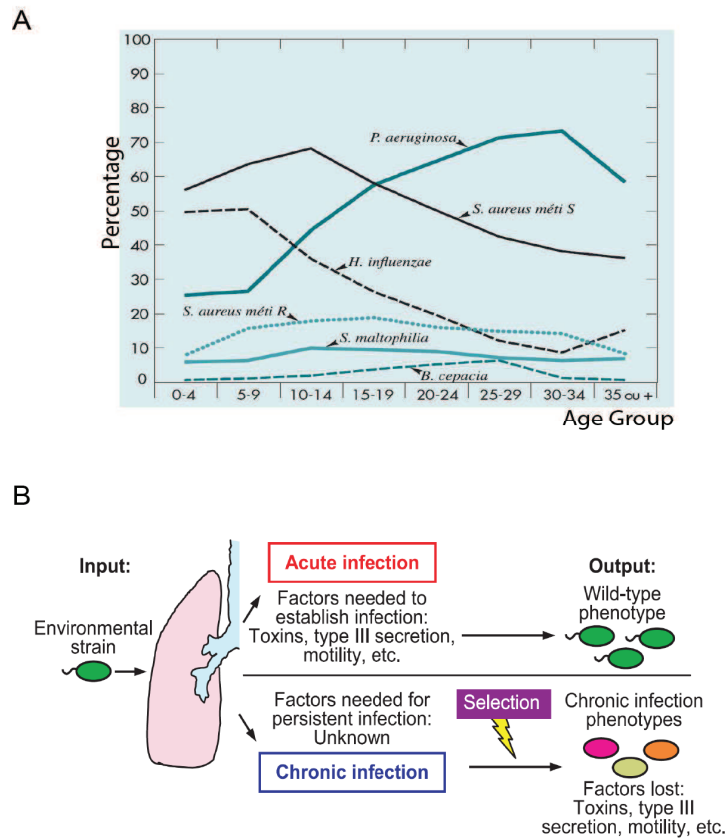 A
Percentage
100
90
80
70
60
50
40
30
20
10
0
P. aeruginosa
S. aureus méti S
H. influenzae
S. aureus méti R
S. maltophilia
B. cepacia
0-4 5-9 10-14 15-19 20-24 25-29 30-34 35 ou +
Age Group
B
Input:
Environmental
strain
Acute infection
Factors needed to
establish infection:
Toxins, type III secretion,
motility, etc.
Output:
Wild-type
phenotype
Factors needed for
persistent infection:
Unknown
Chronic infection
Selection
Chronic infection
phenotypes
Factors lost:
Toxins, type III
secretion, motility, etc.